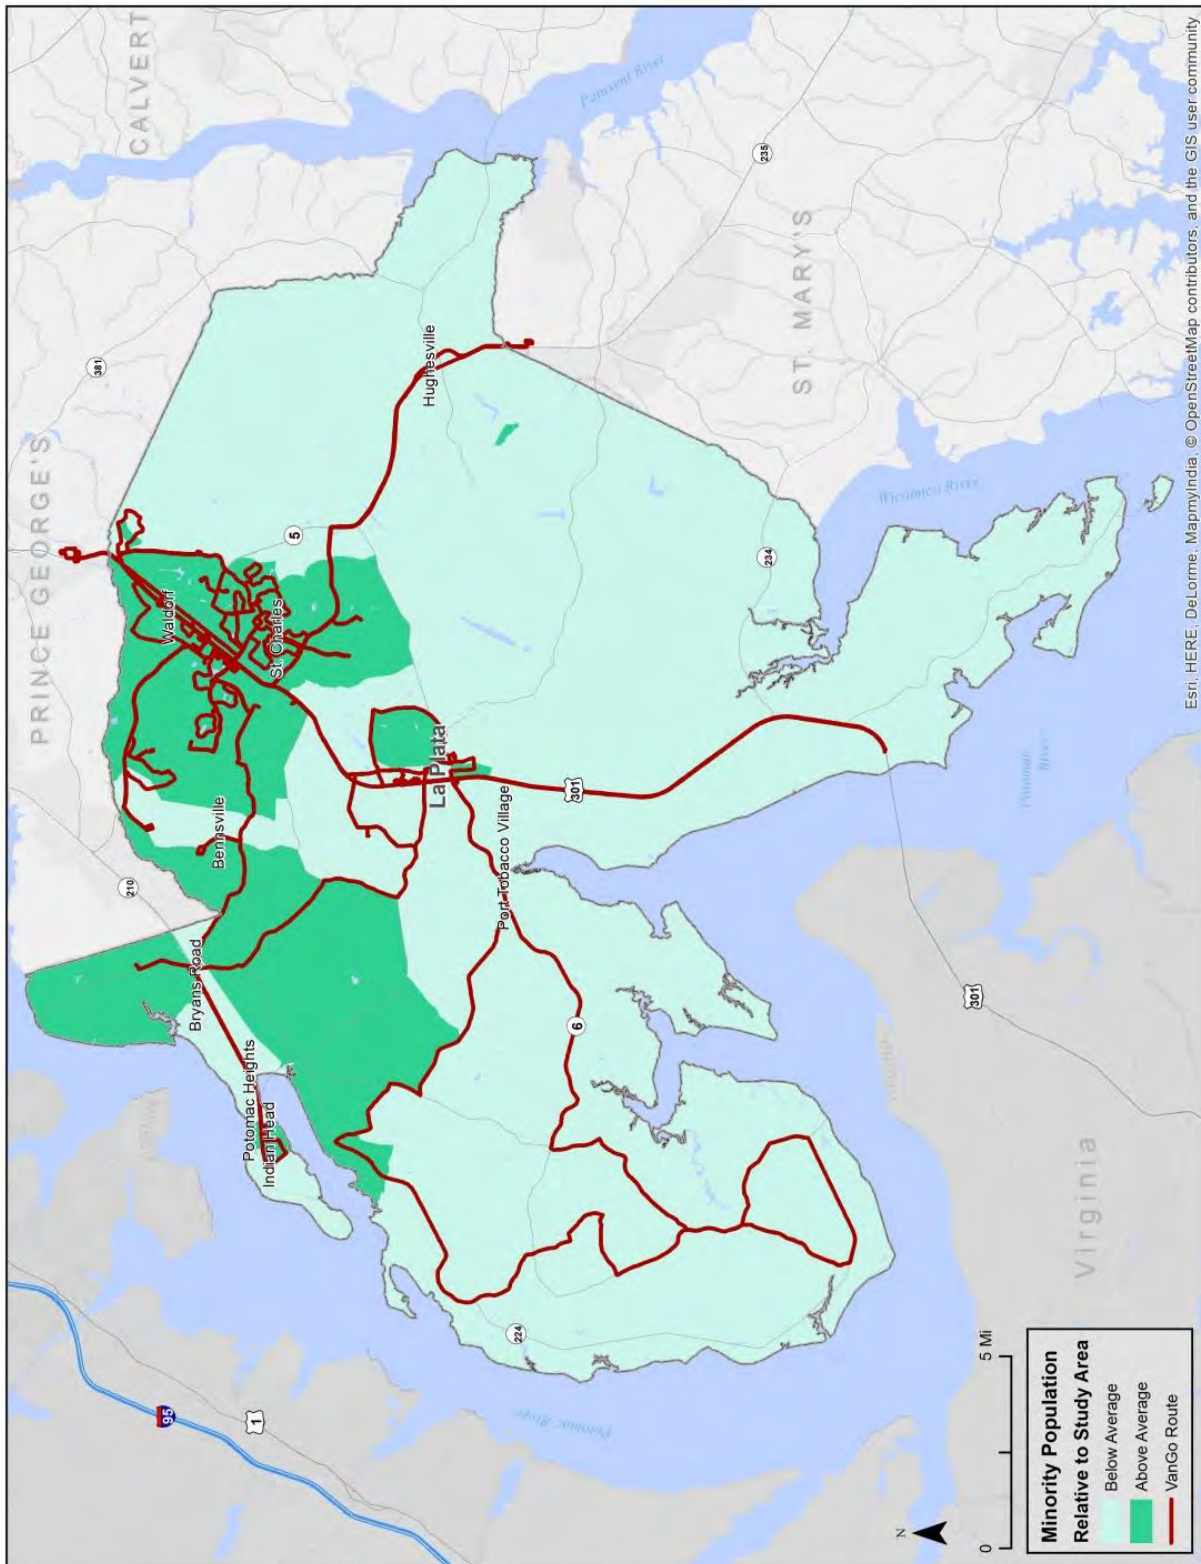 PRINCE GEORGE'S
CALVERT
381
210
Patuxent River
Waldorf
5
St. Charles
Bennsville
Bryans Road
Potomac Heights
Indian Head
Hughesville
La Plata
Port Tobacco Village
301
6
235
ST. MARY'S
234
Wicomico River
Potomac
River
301
224
Potomac River
95
1
Virginia
N
0
5 Mi
Minority Population
Relative to Study Area
Below Average
Above Average
VanGo Route
Esri, HERE, DeLorme, MapmyIndia, © OpenStreetMap contributors, and the GIS user community